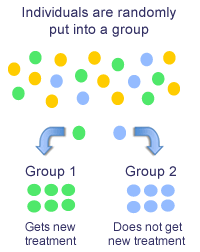 Individuals are randomly
put into a group
Group 1
Group 2
Gets new
treatment
Does not get
new treatment